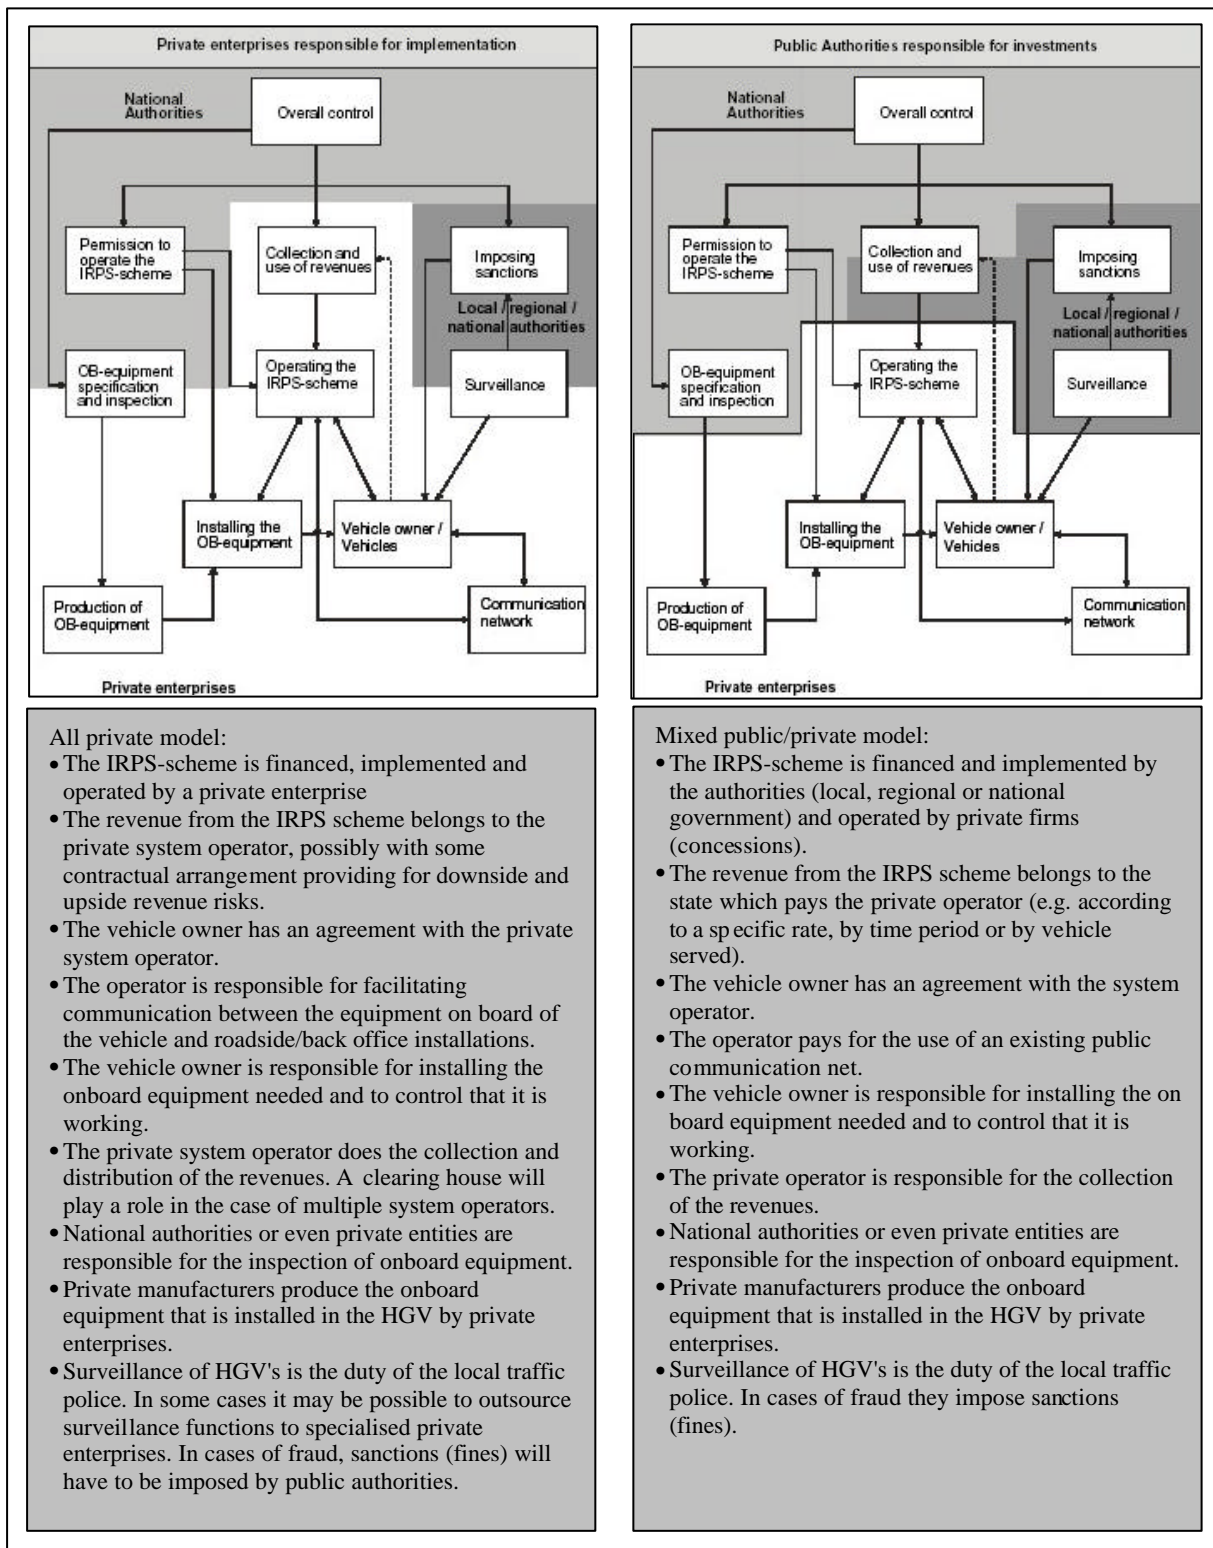 Private enterprises responsible for implementation
National
Authorities
Overall control
Permission to
operate the
IRPS-scheme
Collection and
use of revenues
Imposing
sanctions
Local / regional /
national authorities
OB-equipment
specification
and inspection
Operating the
IRPS-scheme
Surveillance
Installing the
OB-equipment
Vehicle owner /
Vehicles
Production of
OB-equipment
Communication
network
Private enterprises
Public Authorities responsible for investments
National
Authorities
Overall control
Permission to
operate the
IRPS-scheme
Collection and
use of revenues
Imposing
sanctions
Local / regional /
national authorities
OB-equipment
specification
and inspection
Operating the
IRPS-scheme
Surveillance
Installing the
OB-equipment
Vehicle owner /
Vehicles
Production of
OB-equipment
Communication
network
Private enterprises
All private model:
• The IRPS-scheme is financed, implemented and
operated by a private enterprise
• The revenue from the IRPS scheme belongs to the
private system operator, possibly with some
contractual arrangement providing for downside and
upside revenue risks.
• The vehicle owner has an agreement with the private
system operator.
• The operator is responsible for facilitating
communication between the equipment on board of
the vehicle and roadside/back office installations.
• The vehicle owner is responsible for installing the
onboard equipment needed and to control that it is
working.
• The private system operator does the collection and
distribution of the revenues. A clearing house will
play a role in the case of multiple system operators.
• National authorities or even private entities are
responsible for the inspection of onboard equipment.
• Private manufacturers produce the onboard
equipment that is installed in the HGV by private
enterprises.
• Surveillance of HGV's is the duty of the local traffic
police. In some cases it may be possible to outsource
surveillance functions to specialised private
enterprises. In cases of fraud, sanctions (fines) will
have to be imposed by public authorities.
Mixed public/private model:
• The IRPS-scheme is financed and implemented by
the authorities (local, regional or national
government) and operated by private firms
(concessions).
• The revenue from the IRPS scheme belongs to the
state which pays the private operator (e.g. according
to a specific rate, by time period or by vehicle
served).
• The vehicle owner has an agreement with the system
operator.
• The operator pays for the use of an existing public
communication net.
• The vehicle owner is responsible for installing the on
board equipment needed and to control that it is
working.
• The private operator is responsible for the collection
of the revenues.
• National authorities or even private entities are
responsible for the inspection of onboard equipment.
• Private manufacturers produce the onboard
equipment that is installed in the HGV by private
enterprises.
• Surveillance of HGV's is the duty of the local traffic
police. In cases of fraud they impose sanctions
(fines).